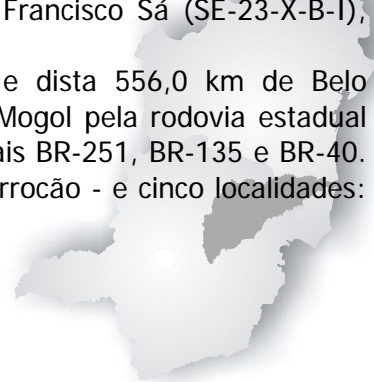 Francisco Sá (SE-23-X-B-I),
e dista 556,0 km de Belo
Mogol pela rodovia estadual
ais BR-251, BR-135 e BR-40.
rrocão - e cinco localidades: